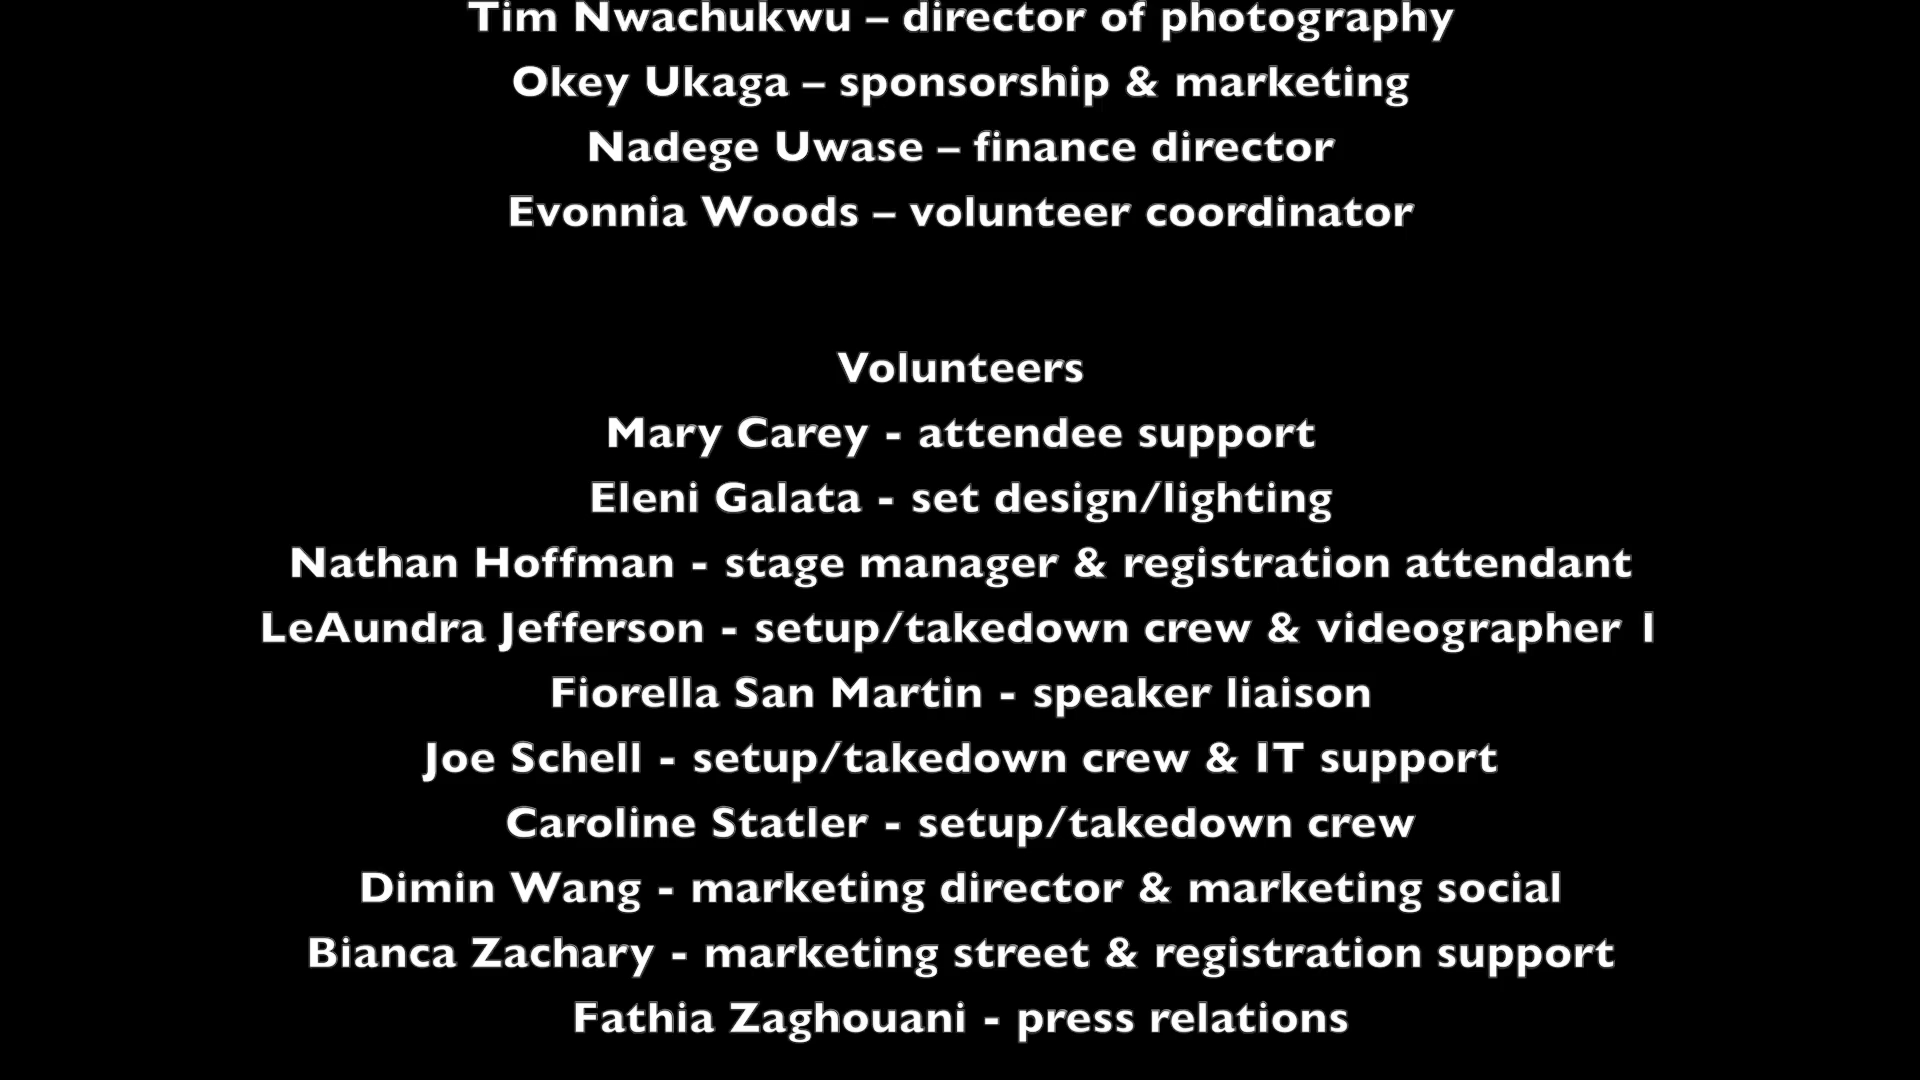 Tim Nwachukwu – director of photography
Okey Ukaga – sponsorship & marketing
Nadege Uwase – finance director
Evonnia Woods – volunteer coordinator
Volunteers
Mary Carey - attendee support
Eleni Galata - set design/lighting
Nathan Hoffman - stage manager & registration attendant
LeAundra Jefferson - setup/takedown crew & videographer 1
Fiorella San Martin - speaker liaison
Joe Schell - setup/takedown crew & IT support
Caroline Statler - setup/takedown crew
Dimin Wang - marketing director & marketing social
Bianca Zachary - marketing street & registration support
Fathia Zaghouani - press relations